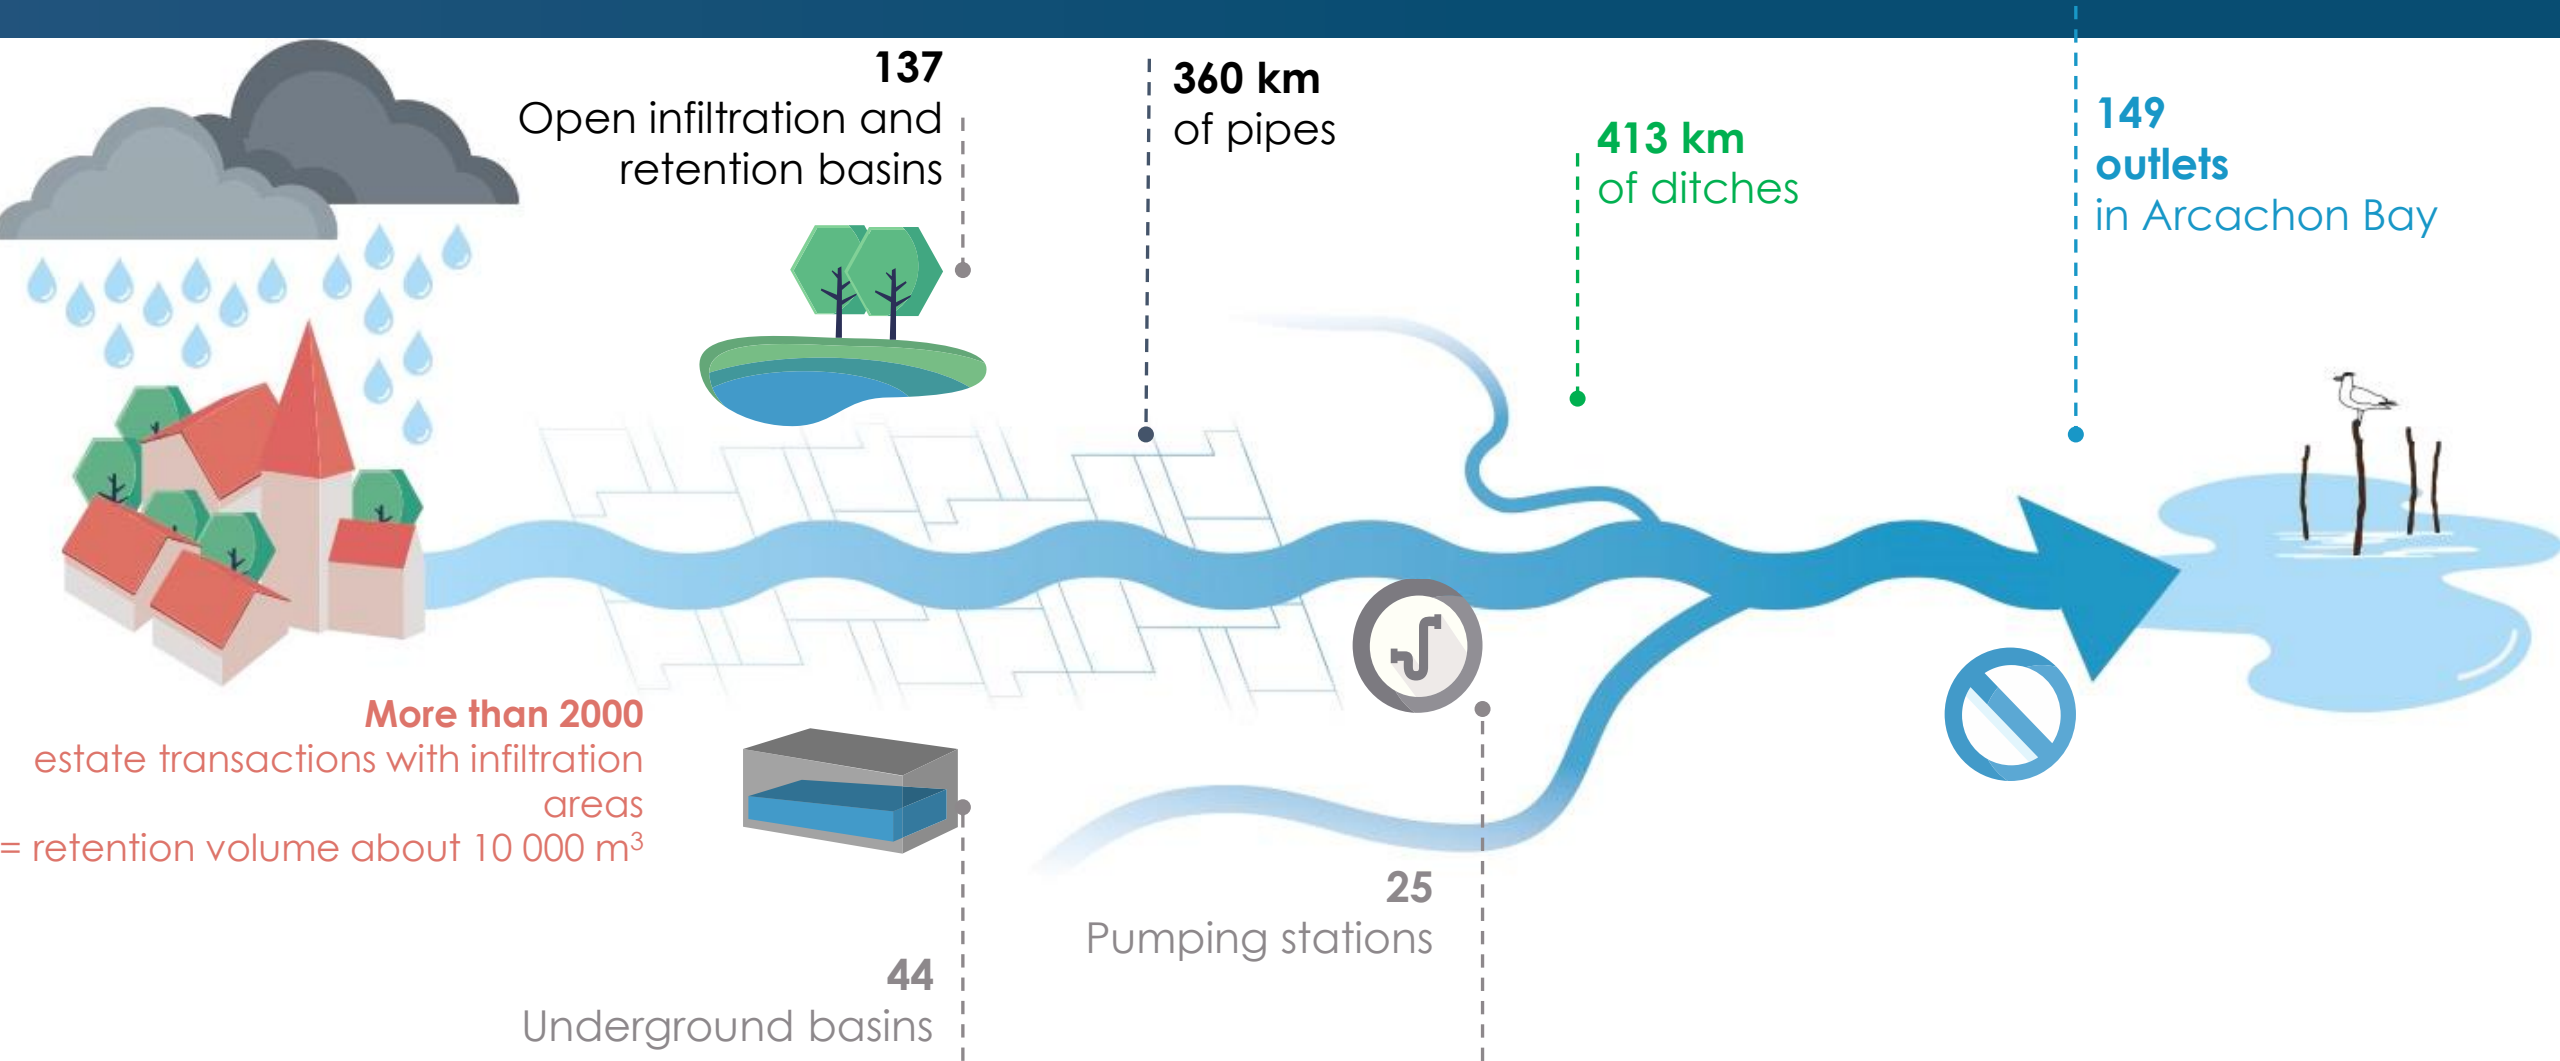 137
Open infiltration and
retention basins
360 km
of pipes
413 km
of ditches
149
outlets
in Arcachon Bay
More than 2000
estate transactions with infiltration
areas
= retention volume about 10 000 m³
25
Pumping stations
44
Underground basins